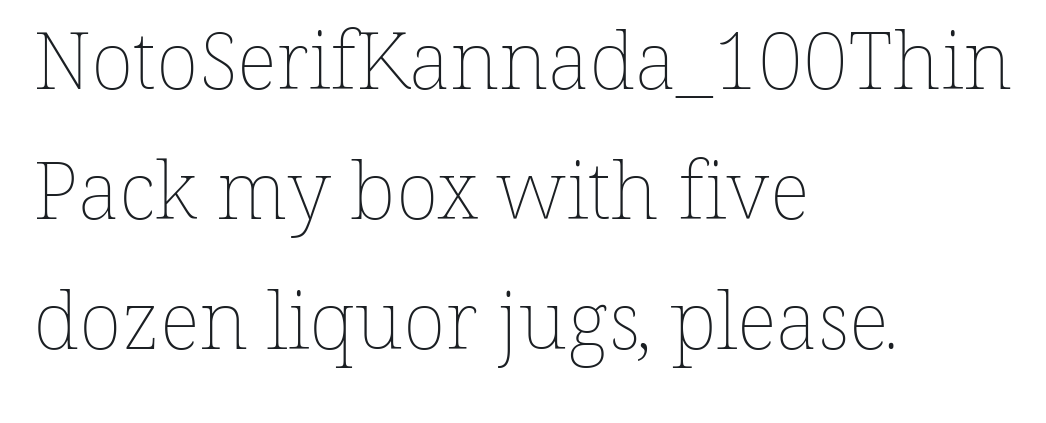 NotoSerifKannada_100Thin
Pack my box with five
dozen liquor jugs, please.